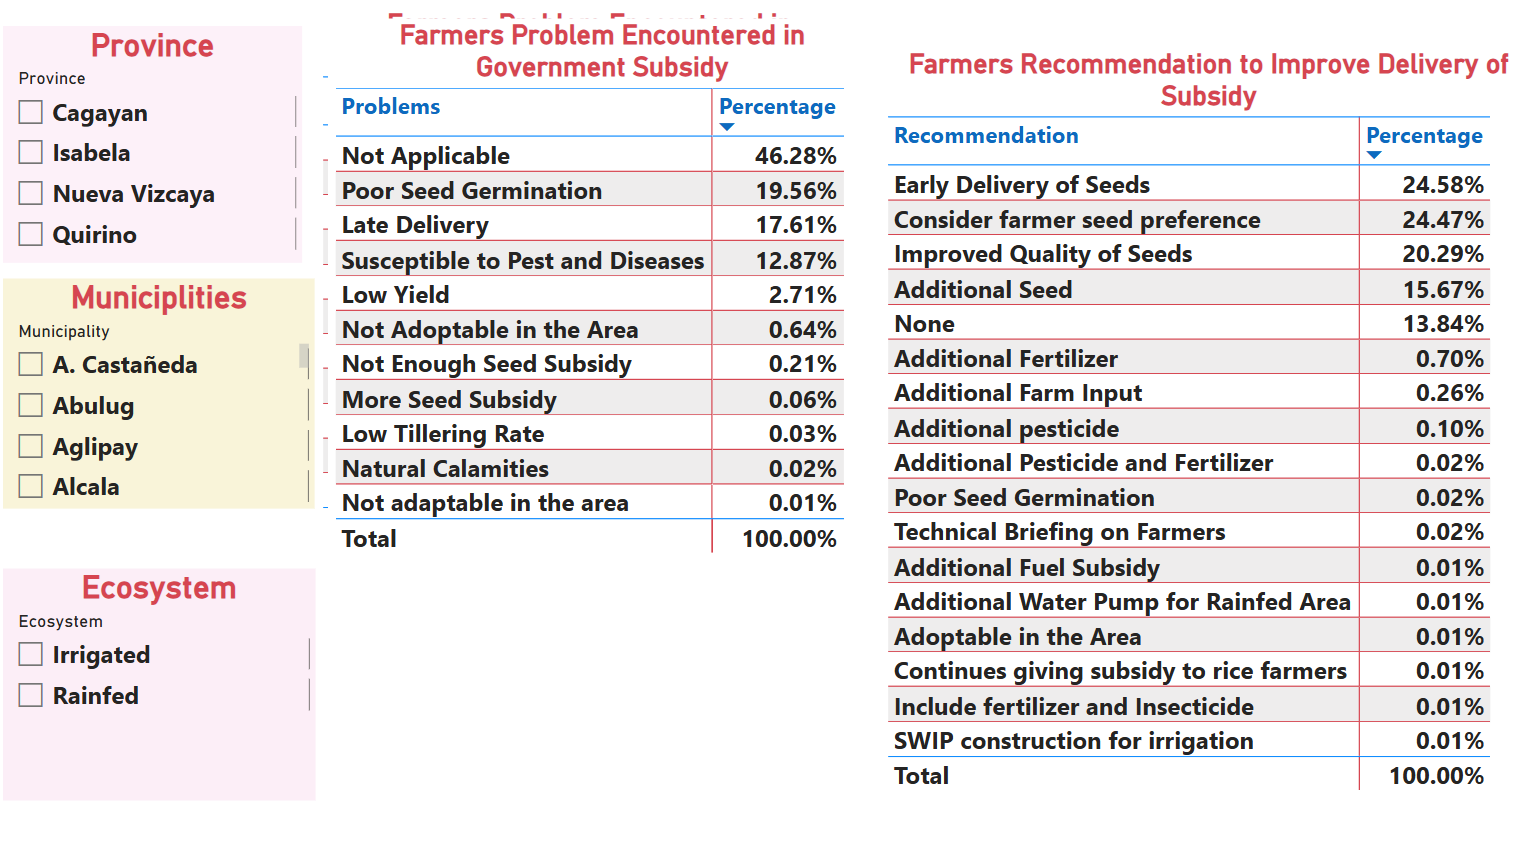 Province
Province
Cagayan
Isabela
Nueva Vizcaya
Quirino
Municiplities
Municipality
A. Castañeda
Abulug
Aglipay
Alcala
Ecosystem
Ecosystem
Irrigated
Rainfed
Farmers Problem Encountered in
Farmers Problem Encountered in
Government Subsidy
Problems Percentage
Not Applicable 46.28%
Poor Seed Germination 19.56%
Late Delivery 17.61%
Susceptible to Pest and Diseases 12.87%
Low Yield 2.71%
Not Adoptable in the Area 0.64%
Not Enough Seed Subsidy 0.21%
More Seed Subsidy 0.06%
Low Tillering Rate 0.03%
Natural Calamities 0.02%
Not adaptable in the area 0.01%
Total 100.00%
Farmers Recommendation to Improve Delivery of
Subsidy
Recommendation Percentage
Early Delivery of Seeds 24.58%
Consider farmer seed preference 24.47%
Improved Quality of Seeds 20.29%
Additional Seed 15.67%
None 13.84%
Additional Fertilizer 0.70%
Additional Farm Input 0.26%
Additional pesticide 0.10%
Additional Pesticide and Fertilizer 0.02%
Poor Seed Germination 0.02%
Technical Briefing on Farmers 0.02%
Additional Fuel Subsidy 0.01%
Additional Water Pump for Rainfed Area 0.01%
Adoptable in the Area 0.01%
Continues giving subsidy to rice farmers 0.01%
Include fertilizer and Insecticide 0.01%
SWIP construction for irrigation 0.01%
Total 100.00%